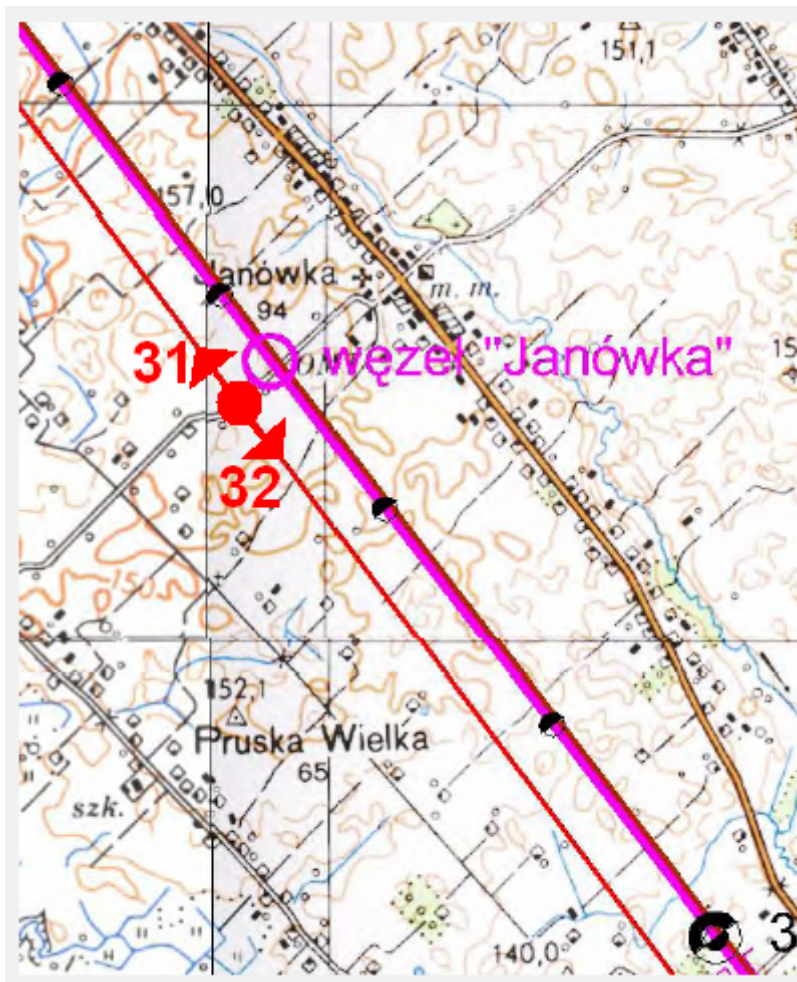 151,1
157,0
Janówka
94
m. m.
31
węzeł "Janówka"
15
32
150,
152,1
Pruska Wielka
65
szk.
140,0
3